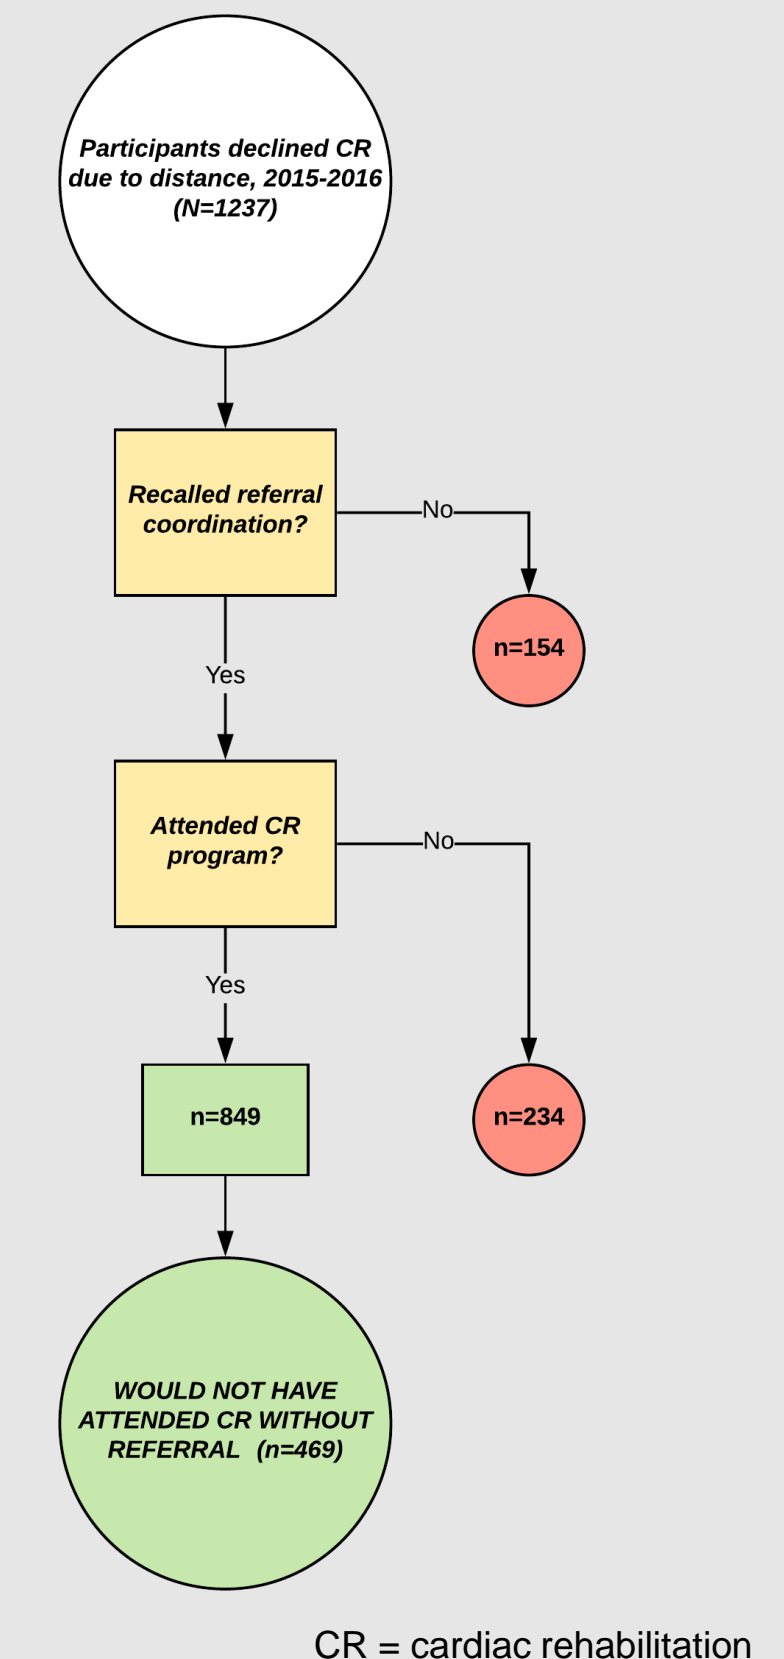 Participants declined CR
due to distance, 2015-2016
(N=1237)
Recalled referral
coordination?
No
n=154
Yes
Attended CR
program?
No
Yes
n=849
n=234
WOULD NOT HAVE
ATTENDED CR WITHOUT
REFERRAL (n=469)
CR = cardiac rehabilitation